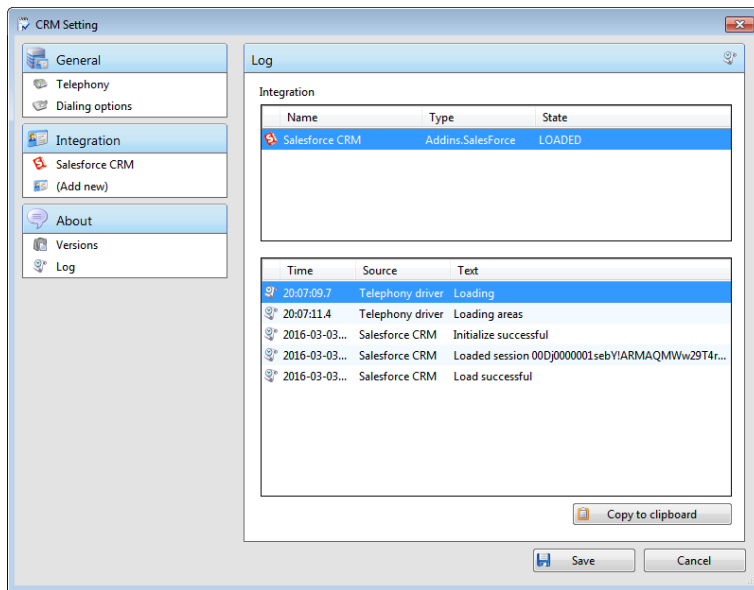 CRM Setting
General
Telephony
Dialing options
Integration
Salesforce CRM
(Add new)
About
Versions
Log
Log
Integration
Name Type State
Salesforce CRM Addins.SalesForce LOADED
Time Source Text
20:07:09.7 Telephony driver Loading
20:07:11.4 Telephony driver Loading areas
2016-03-03... Salesforce CRM Initialize successful
2016-03-03... Salesforce CRM Loaded session 00Dj0000001sebY!ARMAQMWw29T4r...
2016-03-03... Salesforce CRM Load successful
Copy to clipboard
Save Cancel